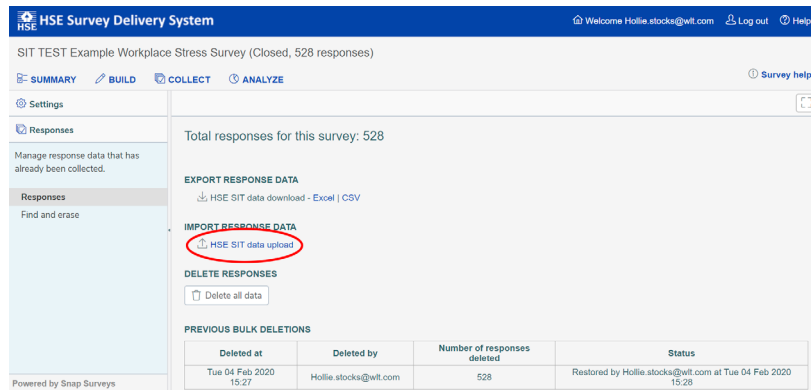 HSE HSE Survey Delivery System
Welcome Hollie.stocks@wlt.com Log out Help
SIT TEST Example Workplace Stress Survey (Closed, 528 responses)
SUMMARY BUILD COLLECT ANALYZE
Survey help
Settings
Responses
Manage response data that has
already been collected.
Responses
Find and erase
Total responses for this survey: 528
EXPORT RESPONSE DATA
HSE SIT data download - Excel | CSV
IMPORT RESPONSE DATA
HSE SIT data upload
DELETE RESPONSES
Delete all data
PREVIOUS BULK DELETIONS
Deleted at Deleted by Number of responses deleted Status
Tue 04 Feb 2020 15:27 Hollie.stocks@wlt.com 528 Restored by Hollie.stocks@wlt.com at Tue 04 Feb 2020 15:28
Powered by Snap Surveys